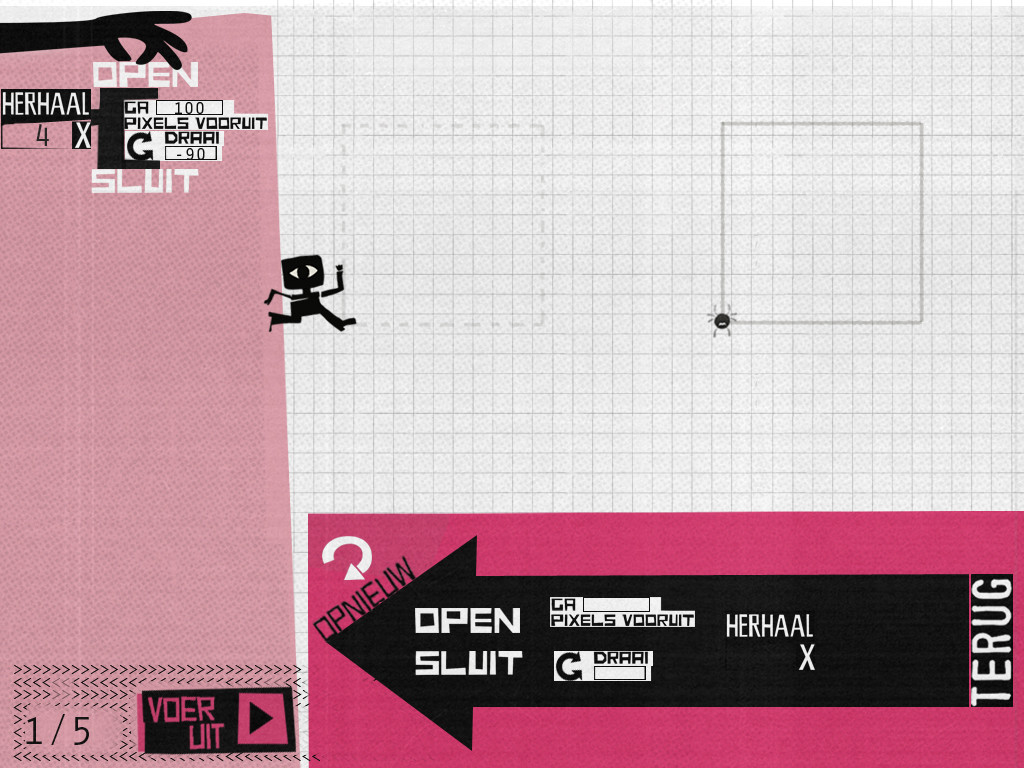 OPEN
HERHAAL
4 X
GA 100
PIXELS VOORUIT
DRAAI
-90
SLUIT
OPNIEUW
OPEN
SLUIT
GA
PIXELS VOORUIT
DRAAI
HERHAAL
X
TERUG
1/5
VOER
UIT